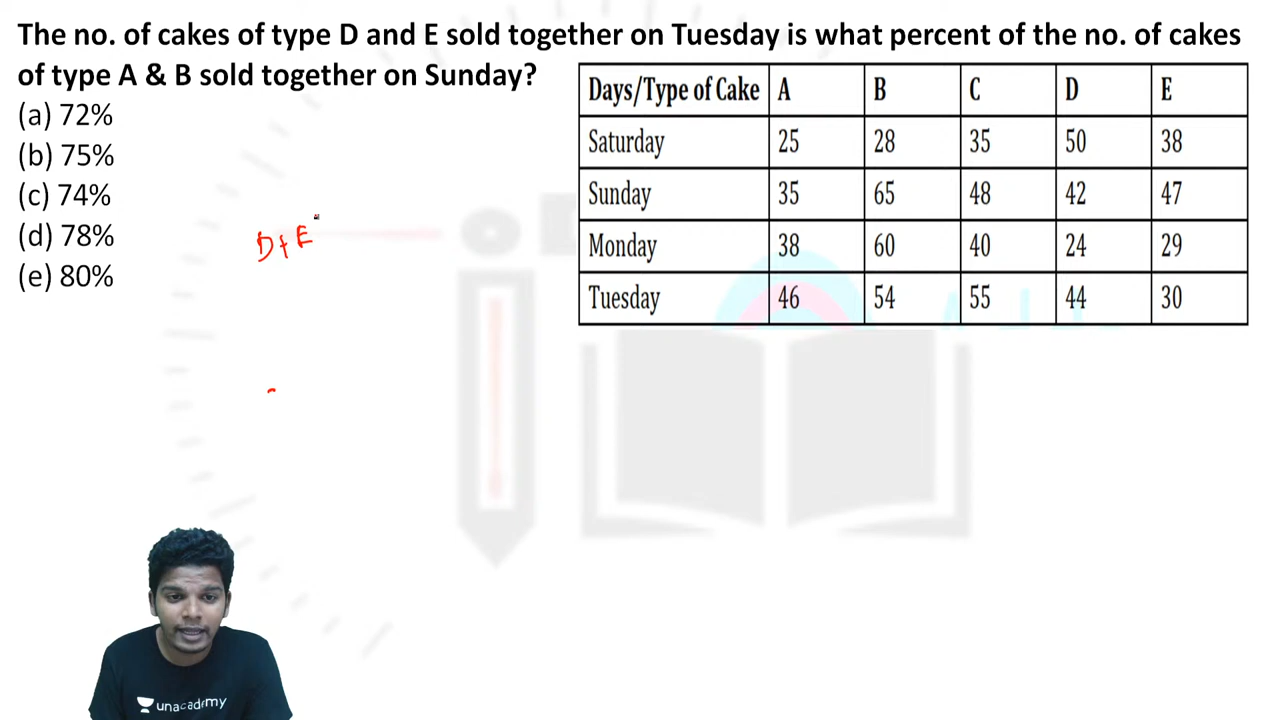 The no. of cakes of type D and E sold together on Tuesday is what percent of the no. of cakes
of type A & B sold together on Sunday?
(a) 72%
(b) 75%
(c) 74%
(d) 78%
(e) 80%
Days/Type of Cake A B C D E
Saturday 25 28 35 50 38
Sunday 35 65 48 42 47
Monday 38 60 40 24 29
Tuesday 46 54 55 44 30
D+E
unacademy